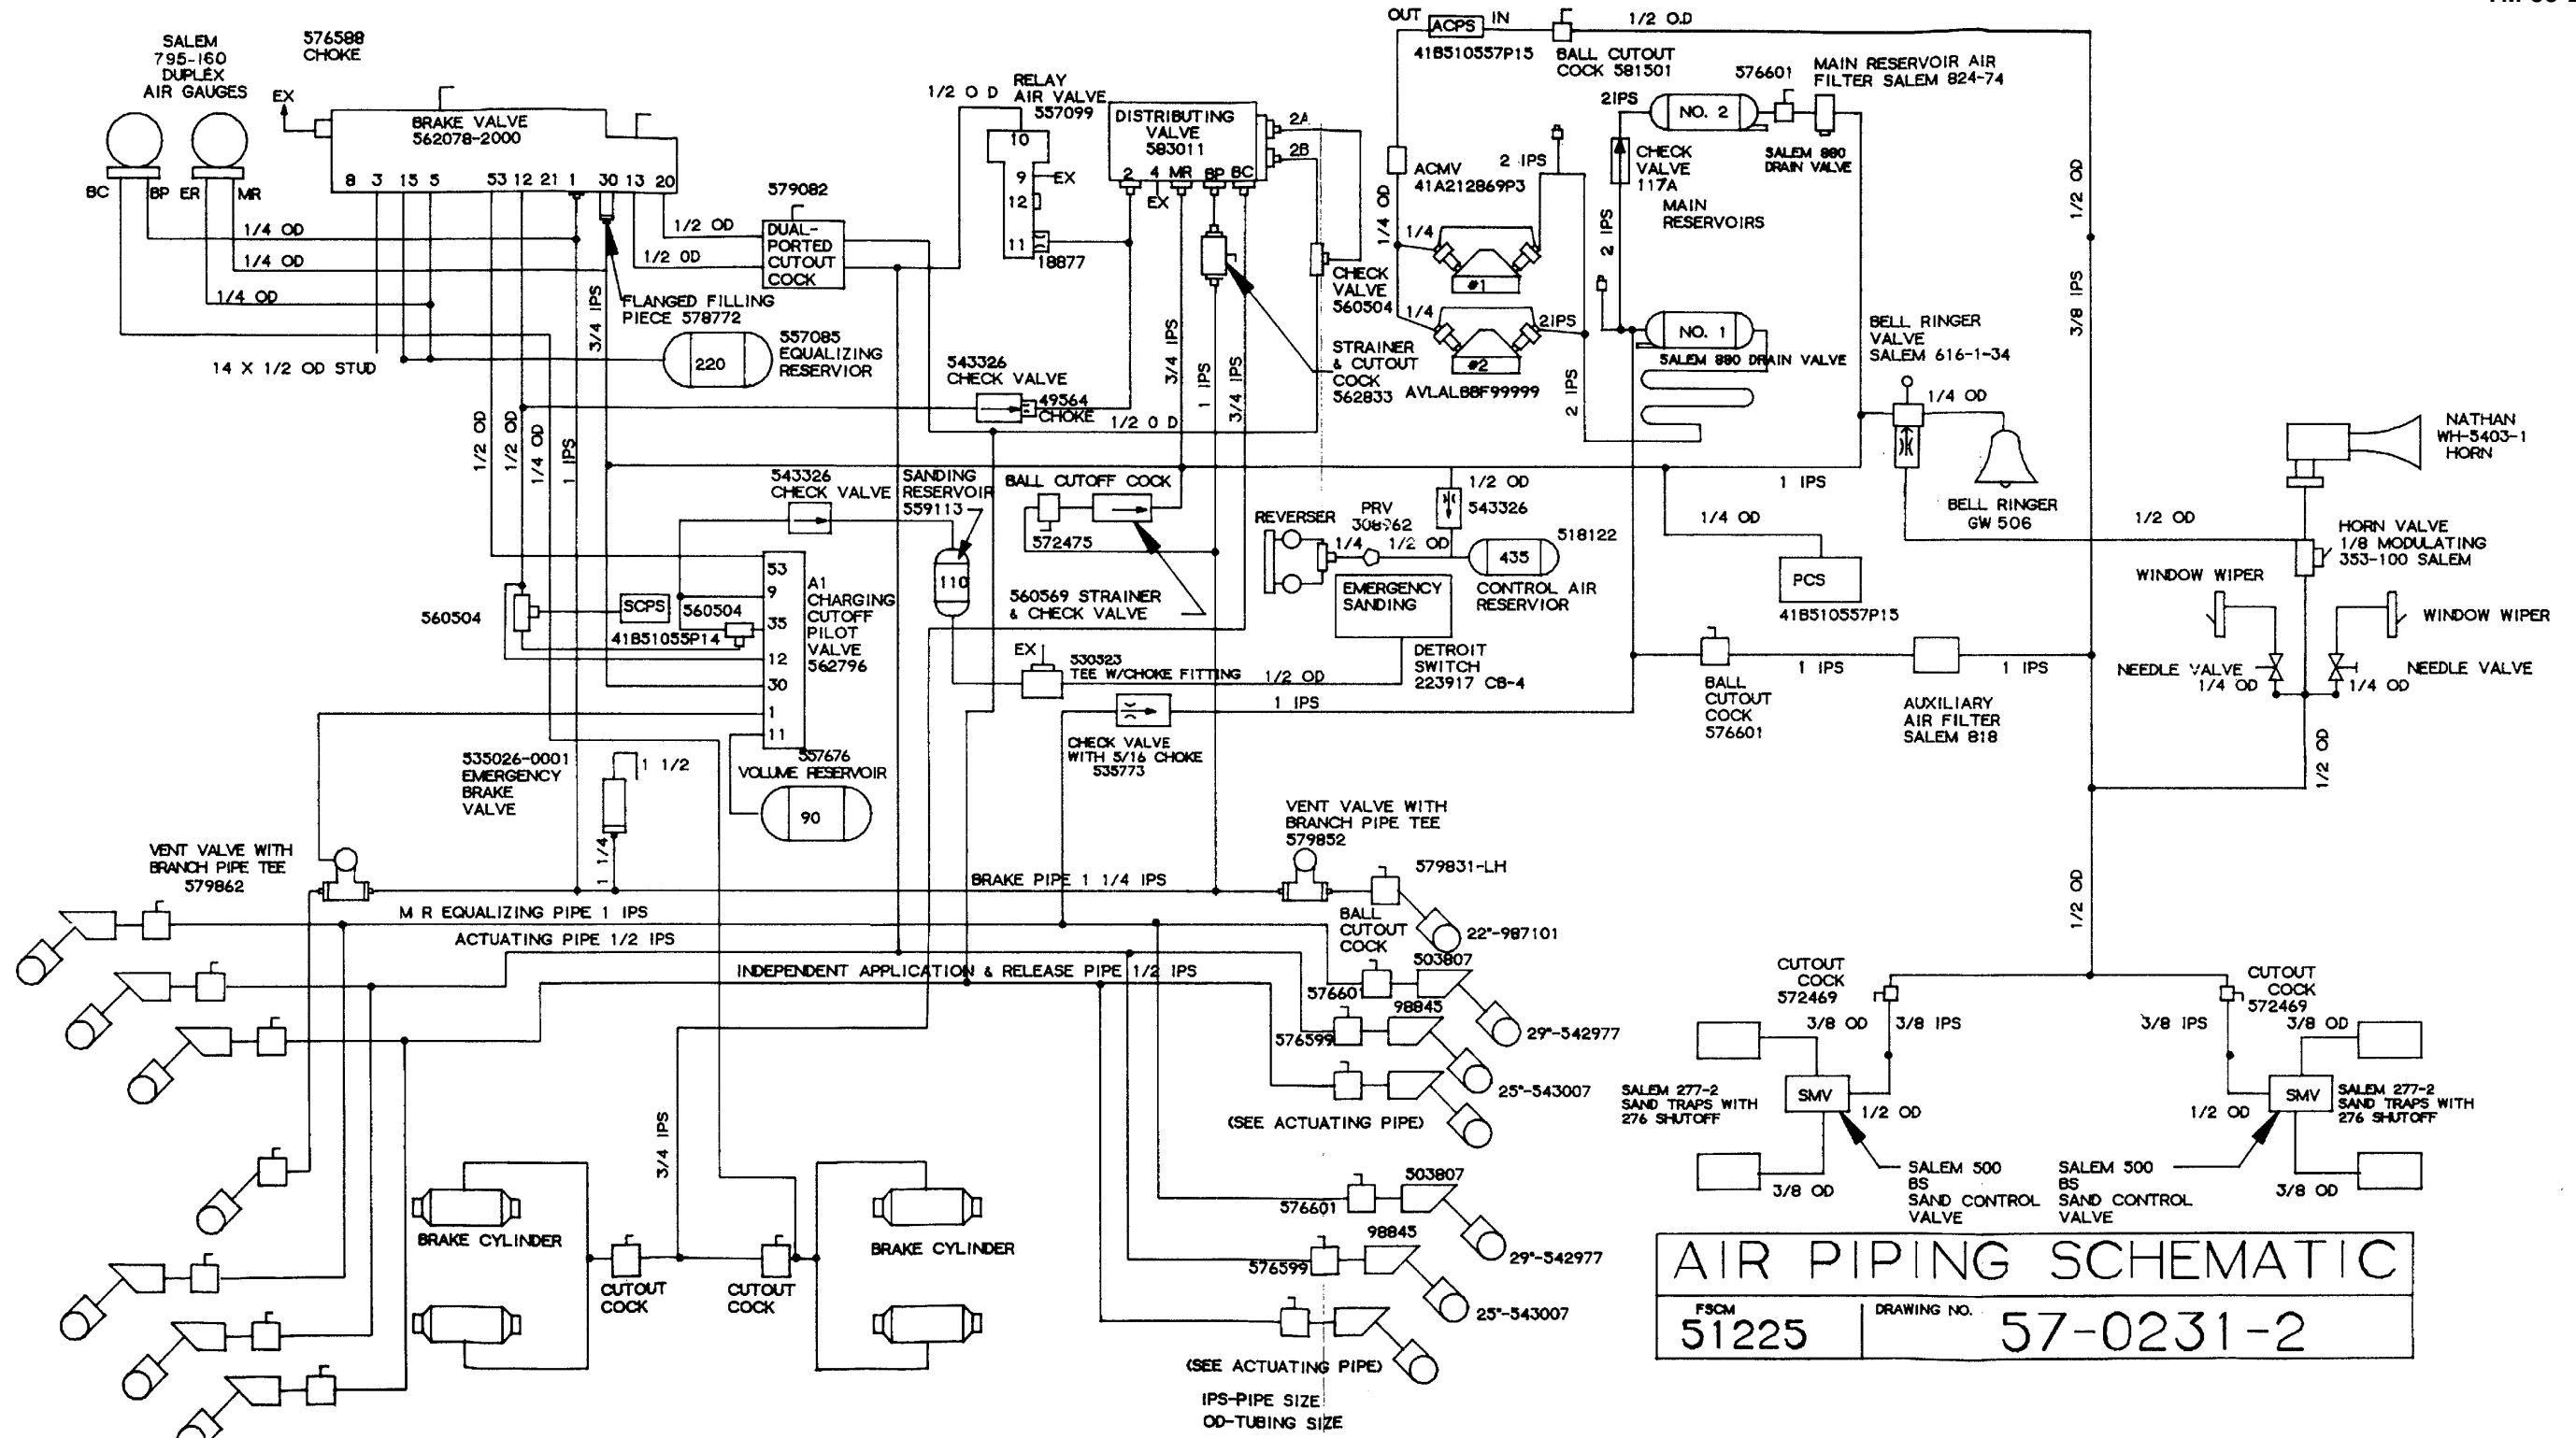 SALEM
795-160
DUPLEX
AIR GAUGES
576588
CHOKE
EX
BRAKE VALVE
562078-2000
8 3 15 5 53 12 21 1 30 13 20
BC BP ER MR
1/4 OD
1/4 OD
1/4 OD
14 X 1/2 OD STUD
3/4 IPS
FLANGED FILLING
PIECE 578772
1/2 OD
1/2 OD
579082
DUAL-
PORTED
CUTOUT
COCK
220
557085
EQUALIZING
RESERVIOR
1/2 O D
RELAY
AIR VALVE
557099
10
9 EX
12
11
18877
DISTRIBUTING
VALVE
583011
2 4 MR BP BC
EX
2A
2B
CHECK
VALVE
560504
STRAINER
& CUTOUT
COCK
562833
543326
CHECK VALVE
49564
CHOKE
1/2 O D
3/4 IPS
1 IPS
3/4 IPS
OUT ACPS IN
41B510557P15
BALL CUTOUT
COCK 581501
1/2 O.D
ACMV
41A212869P3
1/4 OD
1/4
#1
1/4
#2
AVLALBBF99999
2 IPS
2IPS
2 IPS
2IPS
2 IPS
CHECK
VALVE
117A
MAIN
RESERVOIRS
NO. 2
576601
MAIN RESERVOIR AIR
FILTER SALEM 824-74
SALEM 880
DRAIN VALVE
NO. 1
SALEM 880 DRAIN VALVE
BELL RINGER
VALVE
SALEM 616-1-34
1/4 OD
BELL RINGER
GW 506
1/2 OD
3/8 IPS
NATHAN
WH-5403-1
HORN
1/2 OD
HORN VALVE
1/8 MODULATING
353-100 SALEM
WINDOW WIPER
WINDOW WIPER
NEEDLE VALVE
1/4 OD
NEEDLE VALVE
1/4 OD
1/2 OD
1 IPS
1/4 OD
PCS
41B510557P15
1/2 OD
543326
518122
PRV
REVERSER
1/4
1/2 OD
435
CONTROL AIR
RESERVIOR
EMERGENCY
SANDING
DETROIT
SWITCH
223917 CB-4
1/2 OD
1/2 OD
1/4 OD
1 IPS
543326
CHECK VALVE
SANDING
RESERVOIR
559113
110
BALL CUTOFF COCK
572475
560569 STRAINER
& CHECK VALVE
560504
SCPS
560504
41B51055P14
53
9
35
12
30
1
11
A1
CHARGING
CUTOFF
PILOT
VALVE
562796
EX
530523
TEE W/CHOKE FITTING
1/2 OD
1 IPS
CHECK VALVE
WITH 5/16 CHOKE
535773
BALL
CUTOUT
COCK
576601
1 IPS
1 IPS
AUXILIARY
AIR FILTER
SALEM 818
535026-0001
EMERGENCY
BRAKE
VALVE
1 1/2
1 1/4
557676
VOLUME RESERVOIR
90
VENT VALVE WITH
BRANCH PIPE TEE
579862
VENT VALVE WITH
BRANCH PIPE TEE
579852
BRAKE PIPE 1 1/4 IPS
M R EQUALIZING PIPE 1 IPS
ACTUATING PIPE 1/2 IPS
INDEPENDENT APPLICATION & RELEASE PIPE 1/2 IPS
579831-LH
BALL
CUTOUT
COCK
22"-987101
503807
576601
29"-542977
98845
576599
25"-543007
(SEE ACTUATING PIPE)
503807
576601
29"-542977
98845
576599
25"-543007
(SEE ACTUATING PIPE)
3/4 IPS
BRAKE CYLINDER
BRAKE CYLINDER
CUTOUT
COCK
CUTOUT
COCK
1/2 OD
CUTOUT
COCK
572469
CUTOUT
COCK
572469
3/8 OD
3/8 IPS
3/8 IPS
3/8 OD
SALEM 277-2
SAND TRAPS WITH
276 SHUTOFF
SMV
1/2 OD
1/2 OD
SMV
SALEM 277-2
SAND TRAPS WITH
276 SHUTOFF
3/8 OD
3/8 OD
SALEM 500
BS
SAND CONTROL
VALVE
SALEM 500
BS
SAND CONTROL
VALVE
AIR PIPING SCHEMATIC
FSCM
51225
DRAWING NO.
57-0231-2
IPS-PIPE SIZE
OD-TUBING SIZE